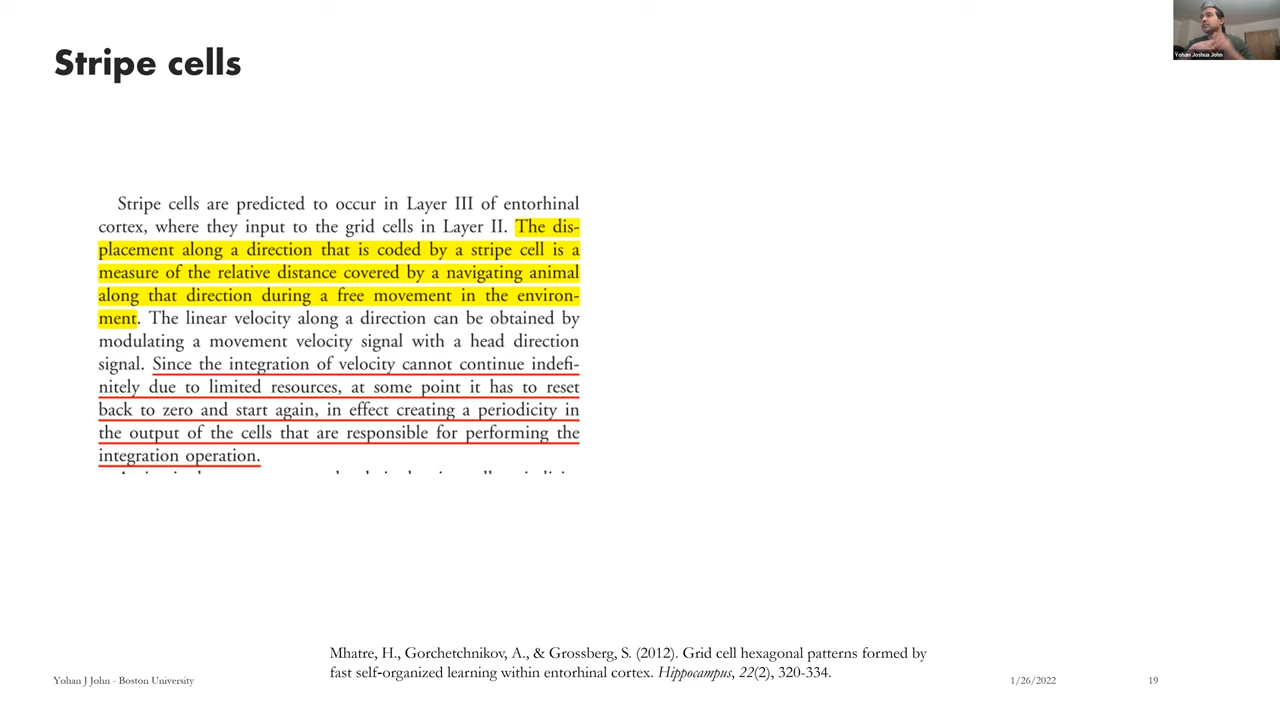 Stripe cells
Yohan Joshua John
Stripe cells are predicted to occur in Layer III of entorhinal
cortex, where they input to the grid cells in Layer II. The dis-
placement along a direction that is coded by a stripe cell is a
measure of the relative distance covered by a navigating animal
along that direction during a free movement in the environ-
ment. The linear velocity along a direction can be obtained by
modulating a movement velocity signal with a head direction
signal. Since the integration of velocity cannot continue indefi-
nitely due to limited resources, at some point it has to reset
back to zero and start again, in effect creating a periodicity in
the output of the cells that are responsible for performing the
integration operation.
Mhatre, H., Gorchetchnikov, A., & Grossberg, S. (2012). Grid cell hexagonal patterns formed by
fast self-organized learning within entorhinal cortex. Hippocampus, 22(2), 320-334.
Yohan J John - Boston University
1/26/2022
19